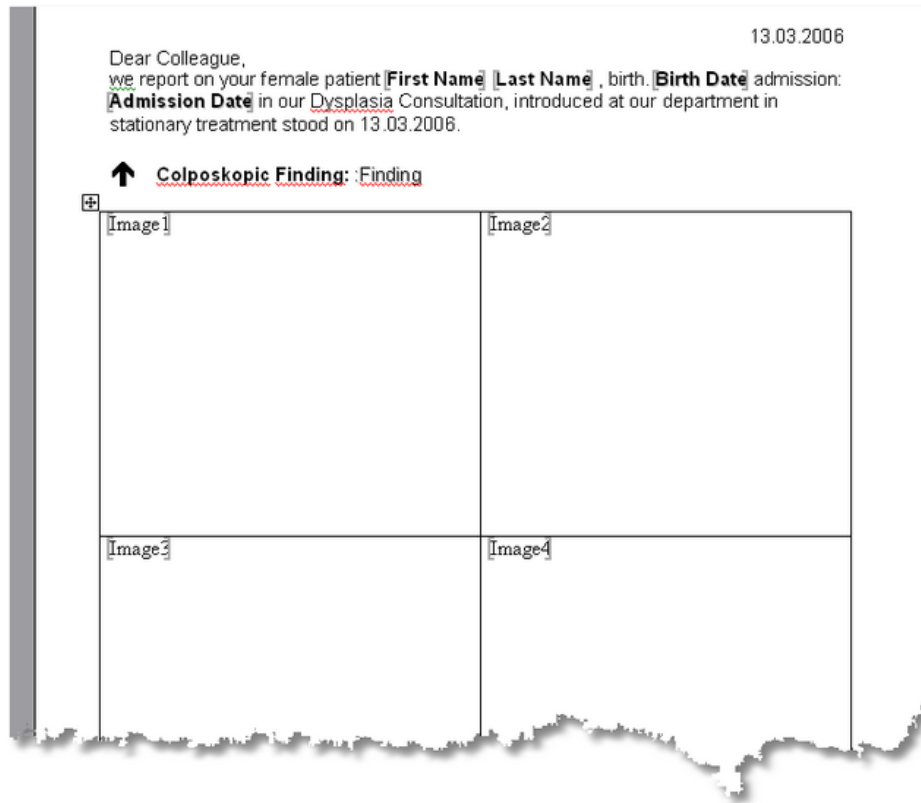 13.03.2006
Dear Colleague,
we report on your female patient [First Name] [Last Name] , birth. [Birth Date] admission:
[Admission Date] in our Dysplasia Consultation, introduced at our department in
stationary treatment stood on 13.03.2006.
Colposkopic Finding: :Finding
[Image1] [Image2]
[Image3] [Image4]